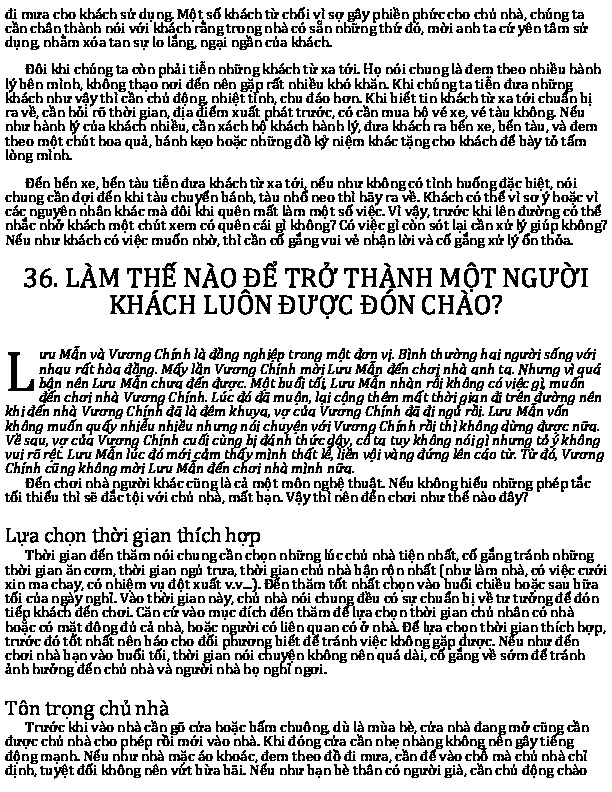 đi mưa cho khách sử dụng. Một số khách từ chối vì sợ gây phiền phức cho chủ nhà, chúng ta
cần chân thành nói với khách rằng trong nhà có sẵn những thứ đó, mời anh ta cứ yên tâm sử
dụng, nhằm xóa tan sự lo lắng, ngại ngần của khách.
Đôi khi chúng ta còn phải tiễn những khách từ xa tới. Họ nói chung là đem theo nhiều hành
lý bên mình, không thạo nơi đến nên gặp rất nhiều khó khăn. Khi chúng ta tiễn đưa những
khách như vậy thì cần chủ động, nhiệt tình, chu đáo hơn. Khi biết tin khách từ xa tới chuẩn bị
ra về, cần hỏi rõ thời gian, địa điểm xuất phát trước, có cần mua hộ vé xe, vé tàu không. Nếu
như hành lý của khách nhiều, cần xách hộ khách hành lý, đưa khách ra bến xe, bến tàu, và đem
theo một chút hoa quả, bánh kẹo hoặc những đồ kỷ niệm khác tặng cho khách để bày tỏ tấm
lòng mình.
Đến bến xe, bến tàu tiễn đưa khách từ xa tới, nếu như không có tình huống đặc biệt, nói
chung cần đợi đến khi tàu chuyển bánh, tàu nhổ neo thì hãy ra về. Khách có thể vì sơ ý hoặc vì
các nguyên nhân khác mà đôi khi quên mất làm một số việc. Vì vậy, trước khi lên đường có thể
nhắc nhở khách một chút xem có quên cái gì không? Có việc gì còn sót lại cần xử lý giúp không?
Nếu như khách có việc muốn nhờ, thì cần cố gắng vui vẻ nhận lời và cố gắng xử lý ổn thỏa.
36. LÀM THẾ NÀO ĐỂ TRỞ THÀNH MỘT NGƯỜI
KHÁCH LUÔN ĐƯỢC ĐÓN CHÀO?
Lưu Mẫn và Vương Chính là đồng nghiệp trong một đơn vị. Bình thường hai người sống với
nhau rất hòa đồng. Mấy lần Vương Chính mời Lưu Mẫn đến chơi nhà anh ta. Nhưng vì quá
bận nên Lưu Mẫn chưa đến được. Một buổi tối, Lưu Mẫn nhàn rỗi không có việc gì, muốn
đến chơi nhà Vương Chính. Lúc đó đã muộn, lại cộng thêm mất thời gian đi trên đường nên
khi đến nhà Vương Chính đã là đêm khuya, vợ của Vương Chính đã đi ngủ rồi. Lưu Mẫn vốn
không muốn quấy nhiễu nhiều nhưng nói chuyện với Vương Chính rồi thì không dừng được nữa.
Về sau, vợ của Vương Chính cuối cùng bị đánh thức dậy, cô ta tuy không nói gì nhưng tỏ ý không
vui rõ rệt. Lưu Mẫn lúc đó mới cảm thấy mình thất lễ, liền vội vàng đứng lên cáo từ. Từ đó, Vương
Chính cũng không mời Lưu Mẫn đến chơi nhà mình nữa.
Đến chơi nhà người khác cũng là cả một môn nghệ thuật. Nếu không hiểu những phép tắc
tối thiểu thì sẽ đắc tội với chủ nhà, mất bạn. Vậy thì nên đến chơi như thế nào đây?
Lựa chọn thời gian thích hợp
Thời gian đến thăm nói chung cần chọn những lúc chủ nhà tiện nhất, cố gắng tránh những
thời gian ăn cơm, thời gian ngủ trưa, thời gian chủ nhà bận rộn nhất (như làm nhà, có việc cưới
xin ma chay, có nhiệm vụ đột xuất v.v...). Đến thăm tốt nhất chọn vào buổi chiều hoặc sau bữa
tối của ngày nghỉ. Vào thời gian này, chủ nhà nói chung đều có sự chuẩn bị về tư tưởng để đón
tiếp khách đến chơi. Căn cứ vào mục đích đến thăm để lựa chọn thời gian chủ nhân có nhà
hoặc có mặt đông đủ cả nhà, hoặc người có liên quan có ở nhà. Để lựa chọn thời gian thích hợp,
trước đó tốt nhất nên báo cho đối phương biết để tránh việc không gặp được. Nếu như đến
chơi nhà bạn vào buổi tối, thời gian nói chuyện không nên quá dài, cố gắng về sớm để tránh
ảnh hưởng đến chủ nhà và người nhà họ nghỉ ngơi.
Tôn trọng chủ nhà
Trước khi vào nhà cần gõ cửa hoặc bấm chuông, dù là mùa hè, cửa nhà đang mở cũng cần
được chủ nhà cho phép rồi mới vào nhà. Khi đóng cửa cần nhẹ nhàng không nên gây tiếng
động mạnh. Nếu như nhà mặc áo khoác, đem theo đồ đi mưa, cần để vào chỗ mà chủ nhà chỉ
định, tuyệt đối không nên vứt bừa bãi. Nếu như bạn bè thân có người già, cần chủ động chào